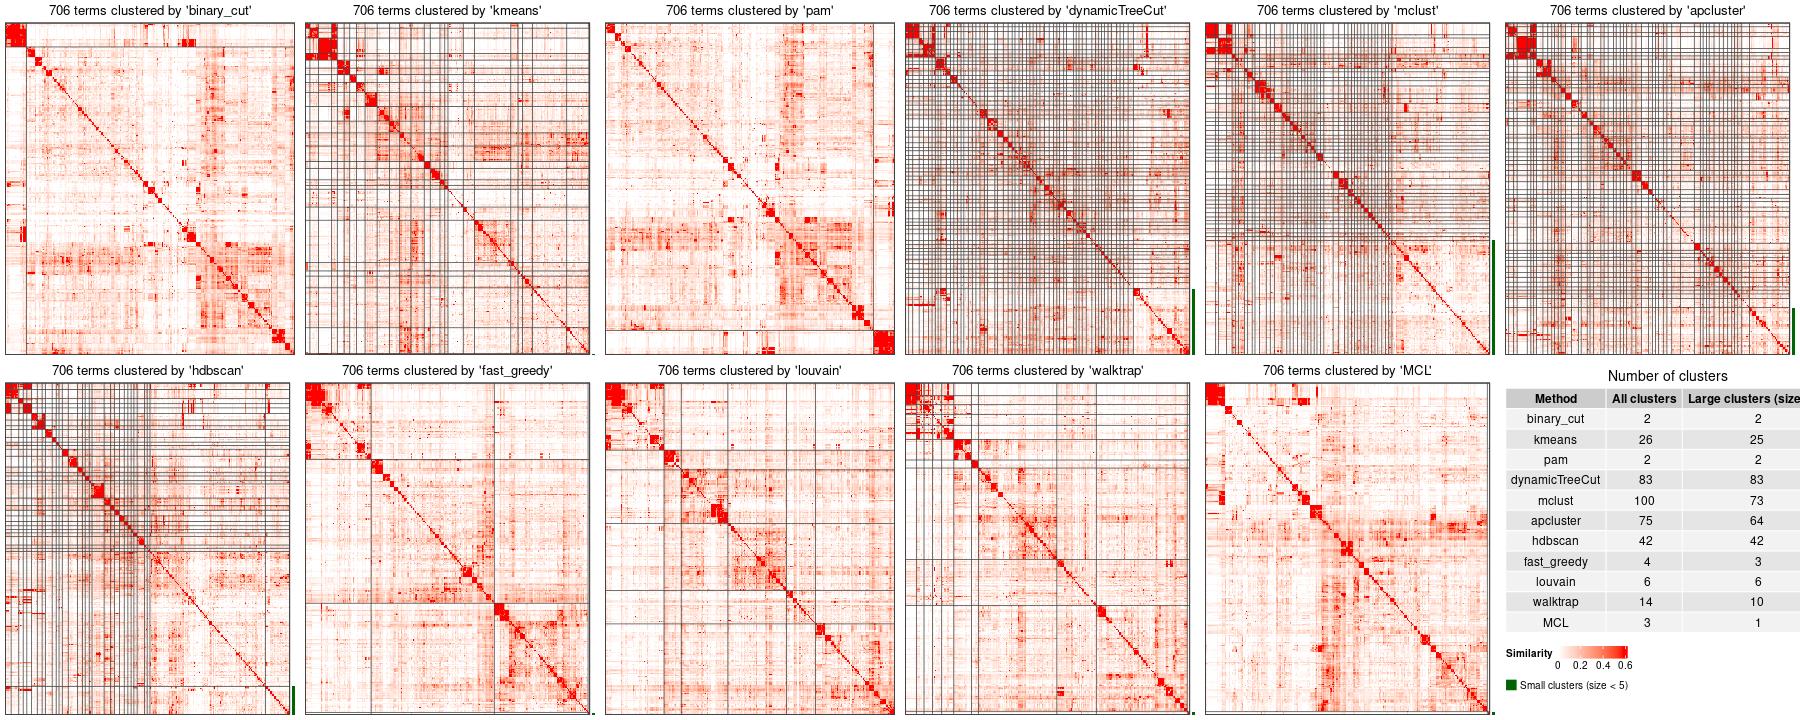 706 terms clustered by 'binary_cut'
706 terms clustered by 'kmeans'
706 terms clustered by 'pam'
706 terms clustered by 'dynamicTreeCut'
706 terms clustered by 'mclust'
706 terms clustered by 'apcluster'
706 terms clustered by 'hdbscan'
706 terms clustered by 'fast_greedy'
706 terms clustered by 'louvain'
706 terms clustered by 'walktrap'
706 terms clustered by 'MCL'
Number of clusters
Method All clusters Large clusters (size
binary_cut 2 2
kmeans 26 25
pam 2 2
dynamicTreeCut 83 83
mclust 100 73
apcluster 75 64
hdbscan 42 42
fast_greedy 4 3
louvain 6 6
walktrap 14 10
MCL 3 1
Similarity
0 0.2 0.4 0.6
Small clusters (size < 5)